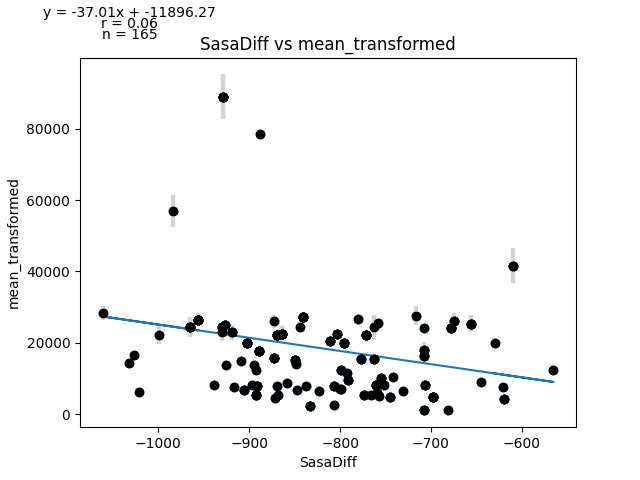 y = -37.01x + -11896.27
r = 0.06
n = 165
SasaDiff vs mean_transformed
80000
60000
40000
20000
0
mean_transformed
−1000
−900
−800
−700
−600
SasaDiff